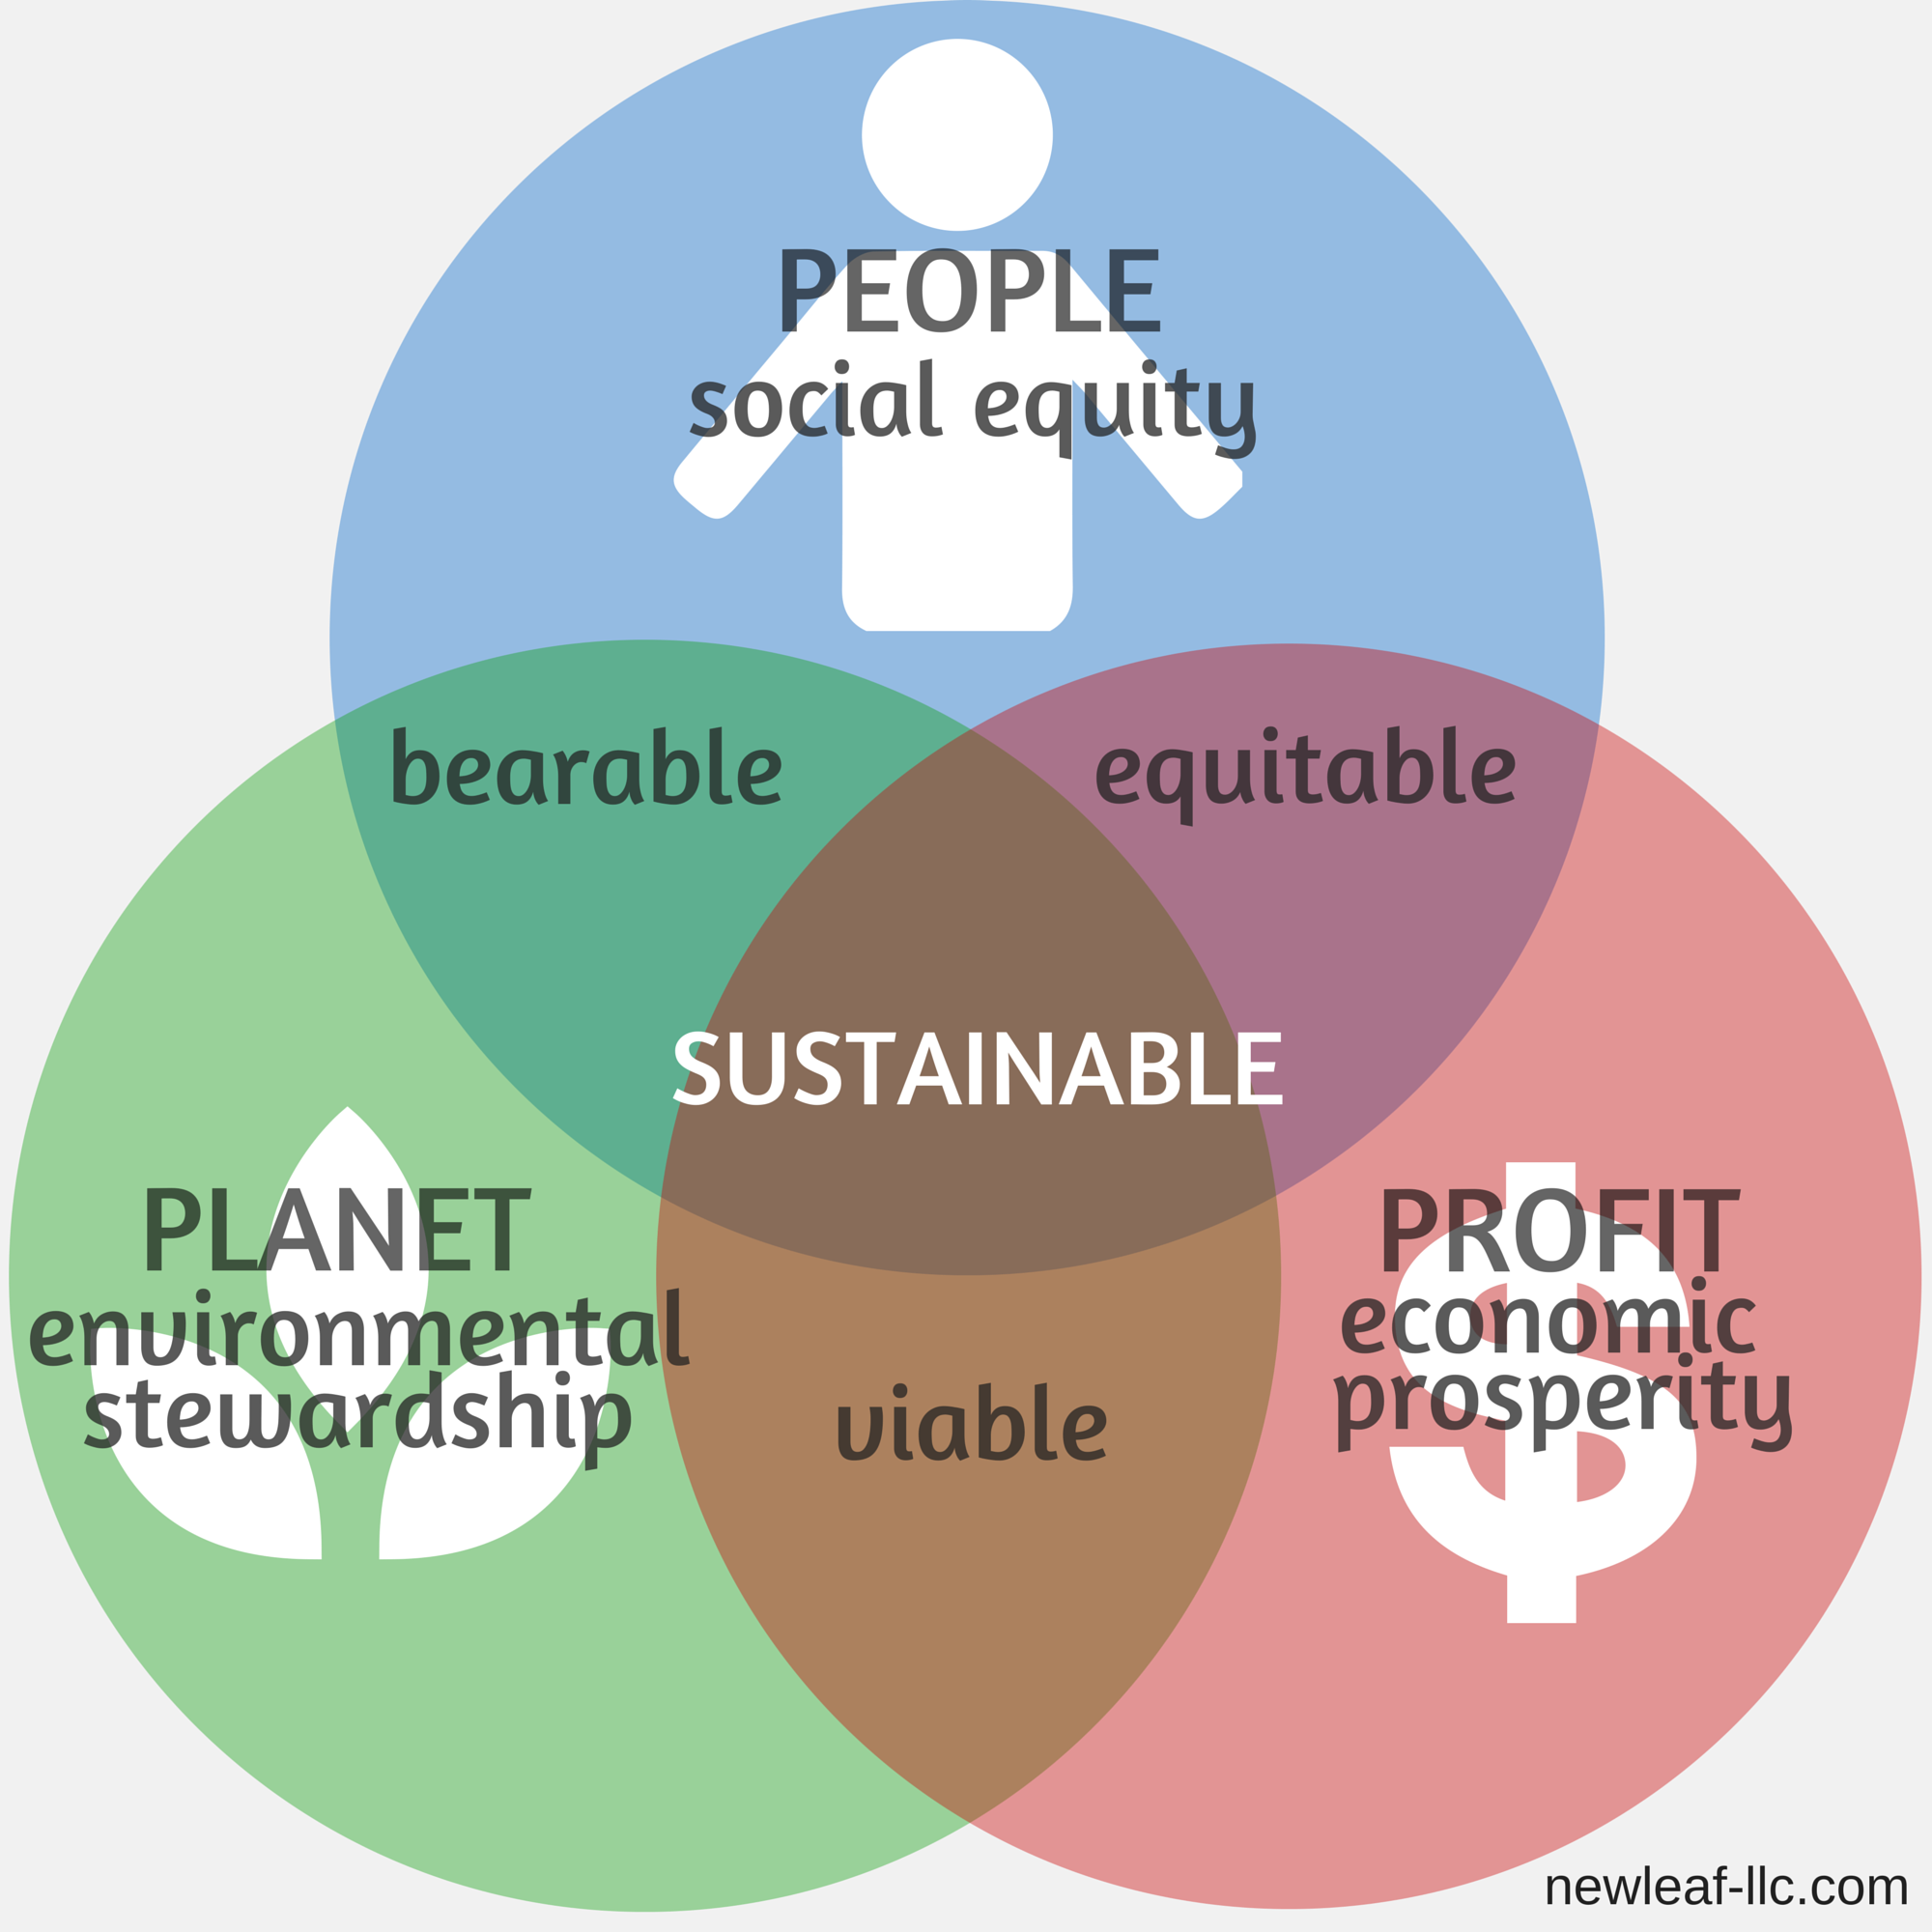 PEOPLE
social equity
bearable
equitable
SUSTAINABLE
PLANET
environmental
stewardship
viable
PROFIT
economic
prosperity
newleaf-llc.com